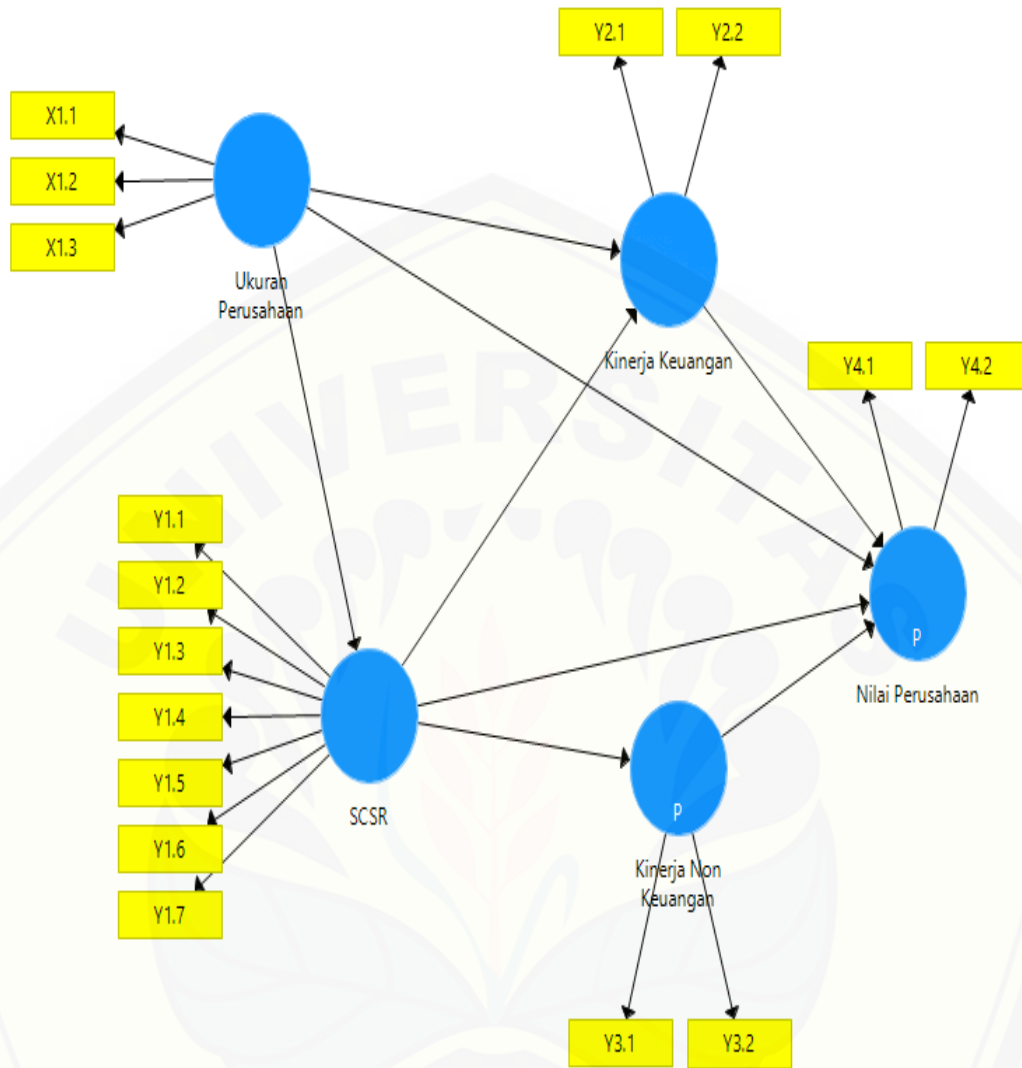 Y2.1
Y2.2
X1.1
X1.2
X1.3
Ukuran
Perusahaan
Kinerja Keuangan
Y4.1
Y4.2
UNIVERSITAS
Y1.1
Y1.2
Y1.3
Y1.4
Y1.5
Y1.6
Y1.7
SCSR
P
Nilai Perusahaan
P
Kinerja Non
Keuangan
Y3.1
Y3.2